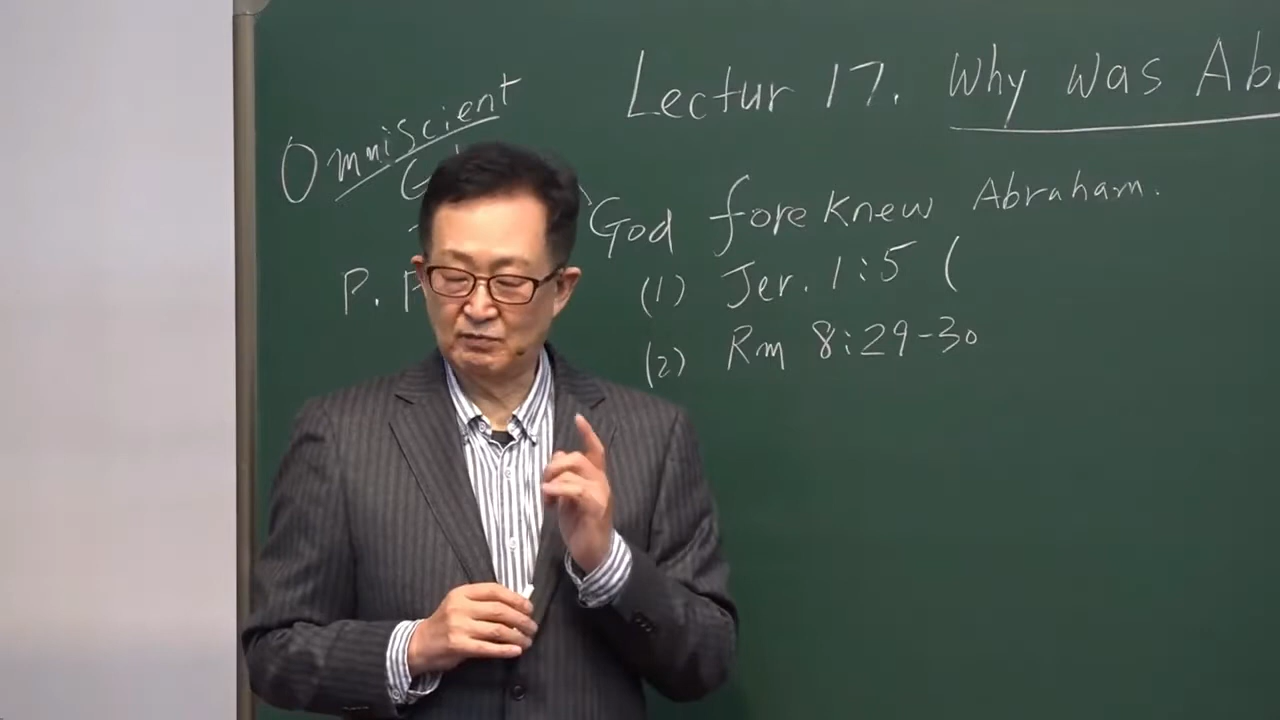 Lectur 17. Why was Ab
Omniscient
God foreknew Abraham.
(1) Jer. 1:5 (
(2) Rm 8:29-30
P.